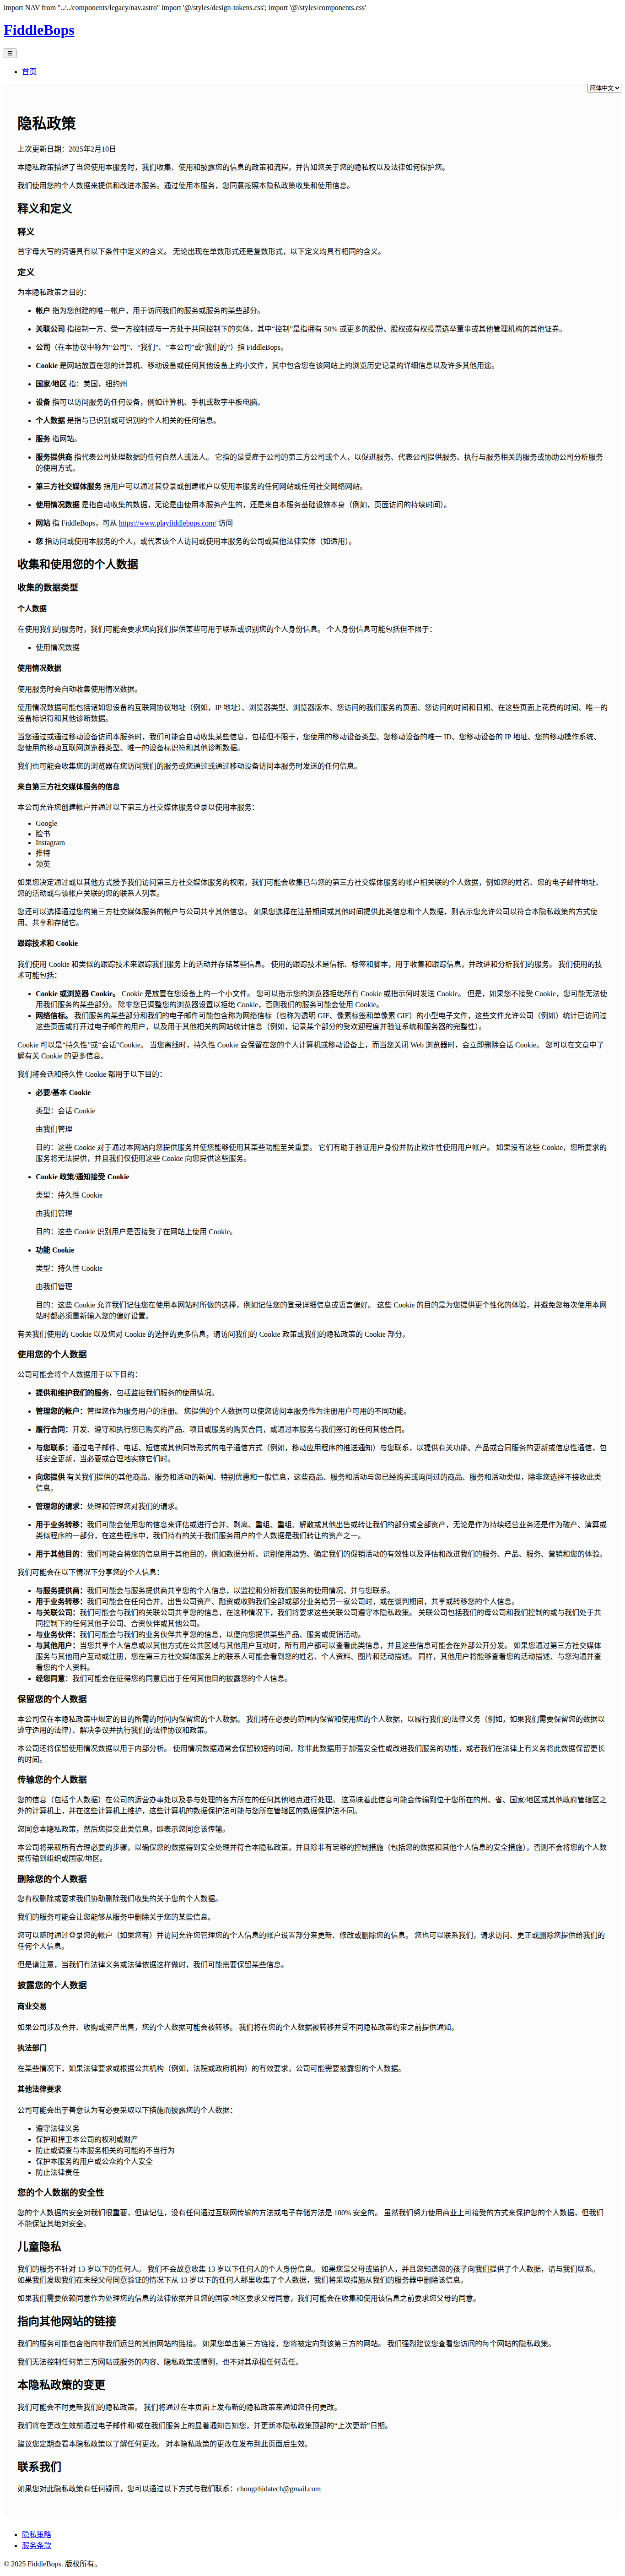 import NAV from "../../components/legacy/nav.astro" import '@/styles/design-tokens.css'; import '@/styles/components.css'
FiddleBops
☰
首页
简体中文
隐私政策
上次更新日期：2025年2月10日
本隐私政策描述了当您使用本服务时，我们收集、使用和披露您的信息的政策和流程，并告知您关于您的隐私权以及法律如何保护您。
我们使用您的个人数据来提供和改进本服务。通过使用本服务，您同意按照本隐私政策收集和使用信息。
释义和定义
释义
首字母大写的词语具有以下条件中定义的含义。 无论出现在单数形式还是复数形式，以下定义均具有相同的含义。
定义
为本隐私政策之目的：
帐户 指为您创建的唯一帐户，用于访问我们的服务或服务的某些部分。
关联公司 指控制一方、受一方控制或与一方处于共同控制下的实体，其中“控制”是指拥有 50% 或更多的股份、股权或有权投票选举董事或其他管理机构的其他证券。
公司（在本协议中称为“公司”、“我们”、“本公司”或“我们的”）指 FiddleBops。
Cookie 是网站放置在您的计算机、移动设备或任何其他设备上的小文件，其中包含您在该网站上的浏览历史记录的详细信息以及许多其他用途。
国家/地区 指：美国，纽约州
设备 指可以访问服务的任何设备，例如计算机、手机或数字平板电脑。
个人数据 是指与已识别或可识别的个人相关的任何信息。
服务 指网站。
服务提供商 指代表公司处理数据的任何自然人或法人。 它指的是受雇于公司的第三方公司或个人，以促进服务、代表公司提供服务、执行与服务相关的服务或协助公司分析服务
的使用方式。
第三方社交媒体服务 指用户可以通过其登录或创建帐户以使用本服务的任何网站或任何社交网络网站。
使用情况数据 是指自动收集的数据，无论是由使用本服务产生的，还是来自本服务基础设施本身（例如，页面访问的持续时间）。
网站 指 FiddleBops，可从 https://www.playfiddlebops.com/ 访问
您 指访问或使用本服务的个人，或代表该个人访问或使用本服务的公司或其他法律实体（如适用）。
收集和使用您的个人数据
收集的数据类型
个人数据
在使用我们的服务时，我们可能会要求您向我们提供某些可用于联系或识别您的个人身份信息。 个人身份信息可能包括但不限于：
使用情况数据
使用情况数据
使用服务时会自动收集使用情况数据。
使用情况数据可能包括诸如您设备的互联网协议地址（例如，IP 地址）、浏览器类型、浏览器版本、您访问的我们服务的页面、您访问的时间和日期、在这些页面上花费的时间、唯一的
设备标识符和其他诊断数据。
当您通过或通过移动设备访问本服务时，我们可能会自动收集某些信息，包括但不限于，您使用的移动设备类型、您移动设备的唯一 ID、您移动设备的 IP 地址、您的移动操作系统、
您使用的移动互联网浏览器类型、唯一的设备标识符和其他诊断数据。
我们也可能会收集您的浏览器在您访问我们的服务或您通过或通过移动设备访问本服务时发送的任何信息。
来自第三方社交媒体服务的信息
本公司允许您创建帐户并通过以下第三方社交媒体服务登录以使用本服务：
Google
脸书
Instagram
推特
领英
如果您决定通过或以其他方式授予我们访问第三方社交媒体服务的权限，我们可能会收集已与您的第三方社交媒体服务的帐户相关联的个人数据，例如您的姓名、您的电子邮件地址、
您的活动或与该帐户关联的您的联系人列表。
您还可以选择通过您的第三方社交媒体服务的帐户与公司共享其他信息。 如果您选择在注册期间或其他时间提供此类信息和个人数据，则表示您允许公司以符合本隐私政策的方式使
用、共享和存储它。
跟踪技术和 Cookie
我们使用 Cookie 和类似的跟踪技术来跟踪我们服务上的活动并存储某些信息。 使用的跟踪技术是信标、标签和脚本，用于收集和跟踪信息，并改进和分析我们的服务。 我们使用的技
术可能包括：
Cookie 或浏览器 Cookie。 Cookie 是放置在您设备上的一个小文件。 您可以指示您的浏览器拒绝所有 Cookie 或指示何时发送 Cookie。 但是，如果您不接受 Cookie，您可能无法使
用我们服务的某些部分。 除非您已调整您的浏览器设置以拒绝 Cookie，否则我们的服务可能会使用 Cookie。
网络信标。 我们服务的某些部分和我们的电子邮件可能包含称为网络信标（也称为透明 GIF、像素标签和单像素 GIF）的小型电子文件，这些文件允许公司（例如）统计已访问过
这些页面或打开过电子邮件的用户，以及用于其他相关的网站统计信息（例如，记录某个部分的受欢迎程度并验证系统和服务器的完整性）。
Cookie 可以是“持久性”或“会话”Cookie。 当您离线时，持久性 Cookie 会保留在您的个人计算机或移动设备上，而当您关闭 Web 浏览器时，会立即删除会话 Cookie。 您可以在文章中了
解有关 Cookie 的更多信息。
我们将会话和持久性 Cookie 都用于以下目的：
必要/基本 Cookie
类型：会话 Cookie
由我们管理
目的：这些 Cookie 对于通过本网站向您提供服务并使您能够使用其某些功能至关重要。 它们有助于验证用户身份并防止欺诈性使用用户帐户。 如果没有这些 Cookie，您所要求的
服务将无法提供，并且我们仅使用这些 Cookie 向您提供这些服务。
Cookie 政策/通知接受 Cookie
类型：持久性 Cookie
由我们管理
目的：这些 Cookie 识别用户是否接受了在网站上使用 Cookie。
功能 Cookie
类型：持久性 Cookie
由我们管理
目的：这些 Cookie 允许我们记住您在使用本网站时所做的选择，例如记住您的登录详细信息或语言偏好。 这些 Cookie 的目的是为您提供更个性化的体验，并避免您每次使用本网
站时都必须重新输入您的偏好设置。
有关我们使用的 Cookie 以及您对 Cookie 的选择的更多信息，请访问我们的 Cookie 政策或我们的隐私政策的 Cookie 部分。
使用您的个人数据
公司可能会将个人数据用于以下目的：
提供和维护我们的服务，包括监控我们服务的使用情况。
管理您的帐户：管理您作为服务用户的注册。 您提供的个人数据可以使您访问本服务作为注册用户可用的不同功能。
履行合同：开发、遵守和执行您已购买的产品、项目或服务的购买合同，或通过本服务与我们签订的任何其他合同。
与您联系：通过电子邮件、电话、短信或其他同等形式的电子通信方式（例如，移动应用程序的推送通知）与您联系，以提供有关功能、产品或合同服务的更新或信息性通信，包
括安全更新，当必要或合理地实施它们时。
向您提供 有关我们提供的其他商品、服务和活动的新闻、特别优惠和一般信息，这些商品、服务和活动与您已经购买或询问过的商品、服务和活动类似，除非您选择不接收此类
信息。
管理您的请求：处理和管理您对我们的请求。
用于业务转移：我们可能会使用您的信息来评估或进行合并、剥离、重组、重组、解散或其他出售或转让我们的部分或全部资产，无论是作为持续经营业务还是作为破产、清算或
类似程序的一部分，在这些程序中，我们持有的关于我们服务用户的个人数据是我们转让的资产之一。
用于其他目的：我们可能会将您的信息用于其他目的，例如数据分析、识别使用趋势、确定我们的促销活动的有效性以及评估和改进我们的服务、产品、服务、营销和您的体验。
我们可能会在以下情况下分享您的个人信息：
与服务提供商：我们可能会与服务提供商共享您的个人信息，以监控和分析我们服务的使用情况，并与您联系。
用于业务转移：我们可能会在任何合并、出售公司资产、融资或收购我们全部或部分业务给另一家公司时，或在谈判期间，共享或转移您的个人信息。
与关联公司：我们可能会与我们的关联公司共享您的信息，在这种情况下，我们将要求这些关联公司遵守本隐私政策。 关联公司包括我们的母公司和我们控制的或与我们处于共
同控制下的任何其他子公司、合资伙伴或其他公司。
与业务伙伴：我们可能会与我们的业务伙伴共享您的信息，以便向您提供某些产品、服务或促销活动。
与其他用户：当您共享个人信息或以其他方式在公共区域与其他用户互动时，所有用户都可以查看此类信息，并且这些信息可能会在外部公开分发。 如果您通过第三方社交媒体
服务与其他用户互动或注册，您在第三方社交媒体服务上的联系人可能会看到您的姓名、个人资料、图片和活动描述。 同样，其他用户将能够查看您的活动描述、与您沟通并查
看您的个人资料。
经您同意：我们可能会在征得您的同意后出于任何其他目的披露您的个人信息。
保留您的个人数据
本公司仅在本隐私政策中规定的目的所需的时间内保留您的个人数据。 我们将在必要的范围内保留和使用您的个人数据，以履行我们的法律义务（例如，如果我们需要保留您的数据以
遵守适用的法律）、解决争议并执行我们的法律协议和政策。
本公司还将保留使用情况数据以用于内部分析。 使用情况数据通常会保留较短的时间，除非此数据用于加强安全性或改进我们服务的功能，或者我们在法律上有义务将此数据保留更长
的时间。
传输您的个人数据
您的信息（包括个人数据）在公司的运营办事处以及参与处理的各方所在的任何其他地点进行处理。 这意味着此信息可能会传输到位于您所在的州、省、国家/地区或其他政府管辖区之
外的计算机上，并在这些计算机上维护，这些计算机的数据保护法可能与您所在管辖区的数据保护法不同。
您同意本隐私政策，然后您提交此类信息，即表示您同意该传输。
本公司将采取所有合理必要的步骤，以确保您的数据得到安全处理并符合本隐私政策，并且除非有足够的控制措施（包括您的数据和其他个人信息的安全措施），否则不会将您的个人数
据传输到组织或国家/地区。
删除您的个人数据
您有权删除或要求我们协助删除我们收集的关于您的个人数据。
我们的服务可能会让您能够从服务中删除关于您的某些信息。
您可以随时通过登录您的帐户（如果您有）并访问允许您管理您的个人信息的帐户设置部分来更新、修改或删除您的信息。 您也可以联系我们，请求访问、更正或删除您提供给我们的
任何个人信息。
但是请注意，当我们有法律义务或法律依据这样做时，我们可能需要保留某些信息。
披露您的个人数据
商业交易
如果公司涉及合并、收购或资产出售，您的个人数据可能会被转移。 我们将在您的个人数据被转移并受不同隐私政策约束之前提供通知。
执法部门
在某些情况下，如果法律要求或根据公共机构（例如，法院或政府机构）的有效要求，公司可能需要披露您的个人数据。
其他法律要求
公司可能会出于善意认为有必要采取以下措施而披露您的个人数据：
遵守法律义务
保护和捍卫本公司的权利或财产
防止或调查与本服务相关的可能的不当行为
保护本服务的用户或公众的个人安全
防止法律责任
您的个人数据的安全性
您的个人数据的安全对我们很重要，但请记住，没有任何通过互联网传输的方法或电子存储方法是 100% 安全的。 虽然我们努力使用商业上可接受的方式来保护您的个人数据，但我们
不能保证其绝对安全。
儿童隐私
我们的服务不针对 13 岁以下的任何人。 我们不会故意收集 13 岁以下任何人的个人身份信息。 如果您是父母或监护人，并且您知道您的孩子向我们提供了个人数据，请与我们联系。
如果我们发现我们在未经父母同意验证的情况下从 13 岁以下的任何人那里收集了个人数据，我们将采取措施从我们的服务器中删除该信息。
如果我们需要依赖同意作为处理您的信息的法律依据并且您的国家/地区要求父母同意，我们可能会在收集和使用该信息之前要求您父母的同意。
指向其他网站的链接
我们的服务可能包含指向非我们运营的其他网站的链接。 如果您单击第三方链接，您将被定向到该第三方的网站。 我们强烈建议您查看您访问的每个网站的隐私政策。
我们无法控制任何第三方网站或服务的内容、隐私政策或惯例，也不对其承担任何责任。
本隐私政策的变更
我们可能会不时更新我们的隐私政策。 我们将通过在本页面上发布新的隐私政策来通知您任何更改。
我们将在更改生效前通过电子邮件和/或在我们服务上的显着通知告知您，并更新本隐私政策顶部的“上次更新”日期。
建议您定期查看本隐私政策以了解任何更改。 对本隐私政策的更改在发布到此页面后生效。
联系我们
如果您对此隐私政策有任何疑问，您可以通过以下方式与我们联系：chongzhidatech@gmail.com
隐私策略
服务条款
© 2025 FiddleBops. 版权所有。